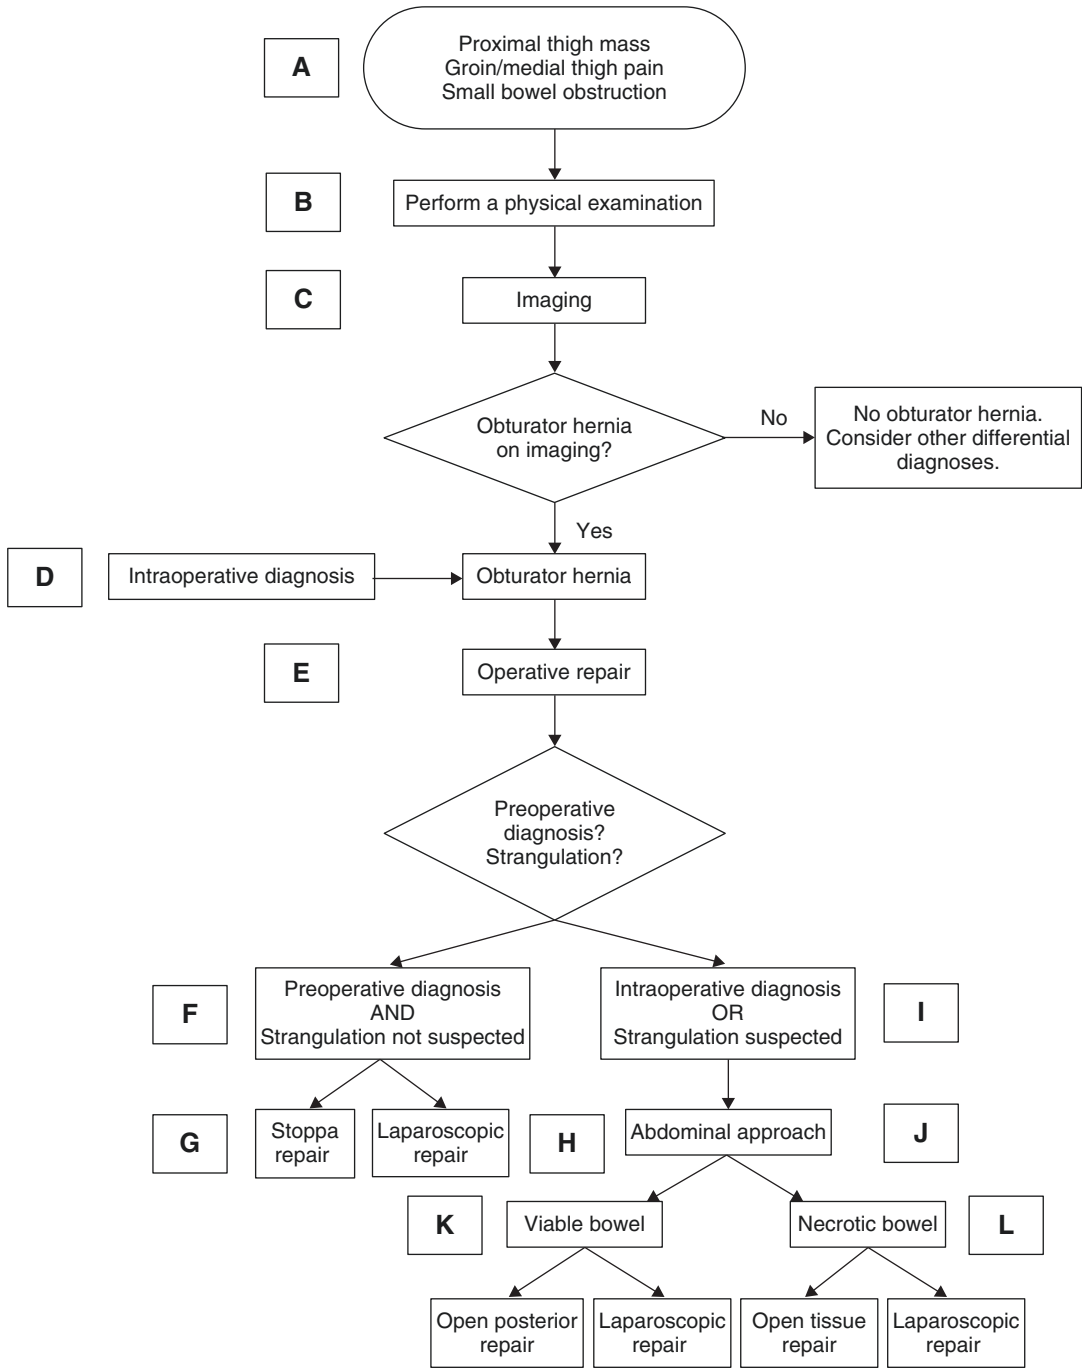 A
Proximal thigh mass
Groin/medial thigh pain
Small bowel obstruction
B
Perform a physical examination
C
Imaging
Obturator hernia
on imaging?
No
No obturator hernia.
Consider other differential
diagnoses.
Yes
D
Intraoperative diagnosis
Obturator hernia
E
Operative repair
Preoperative
diagnosis?
Strangulation?
F
Preoperative diagnosis
AND
Strangulation not suspected
Intraoperative diagnosis
OR
Strangulation suspected
I
G
Stoppa
repair
Laparoscopic
repair
H
Abdominal approach
J
K
Viable bowel
Necrotic bowel
L
Open posterior
repair
Laparoscopic
repair
Open tissue
repair
Laparoscopic
repair